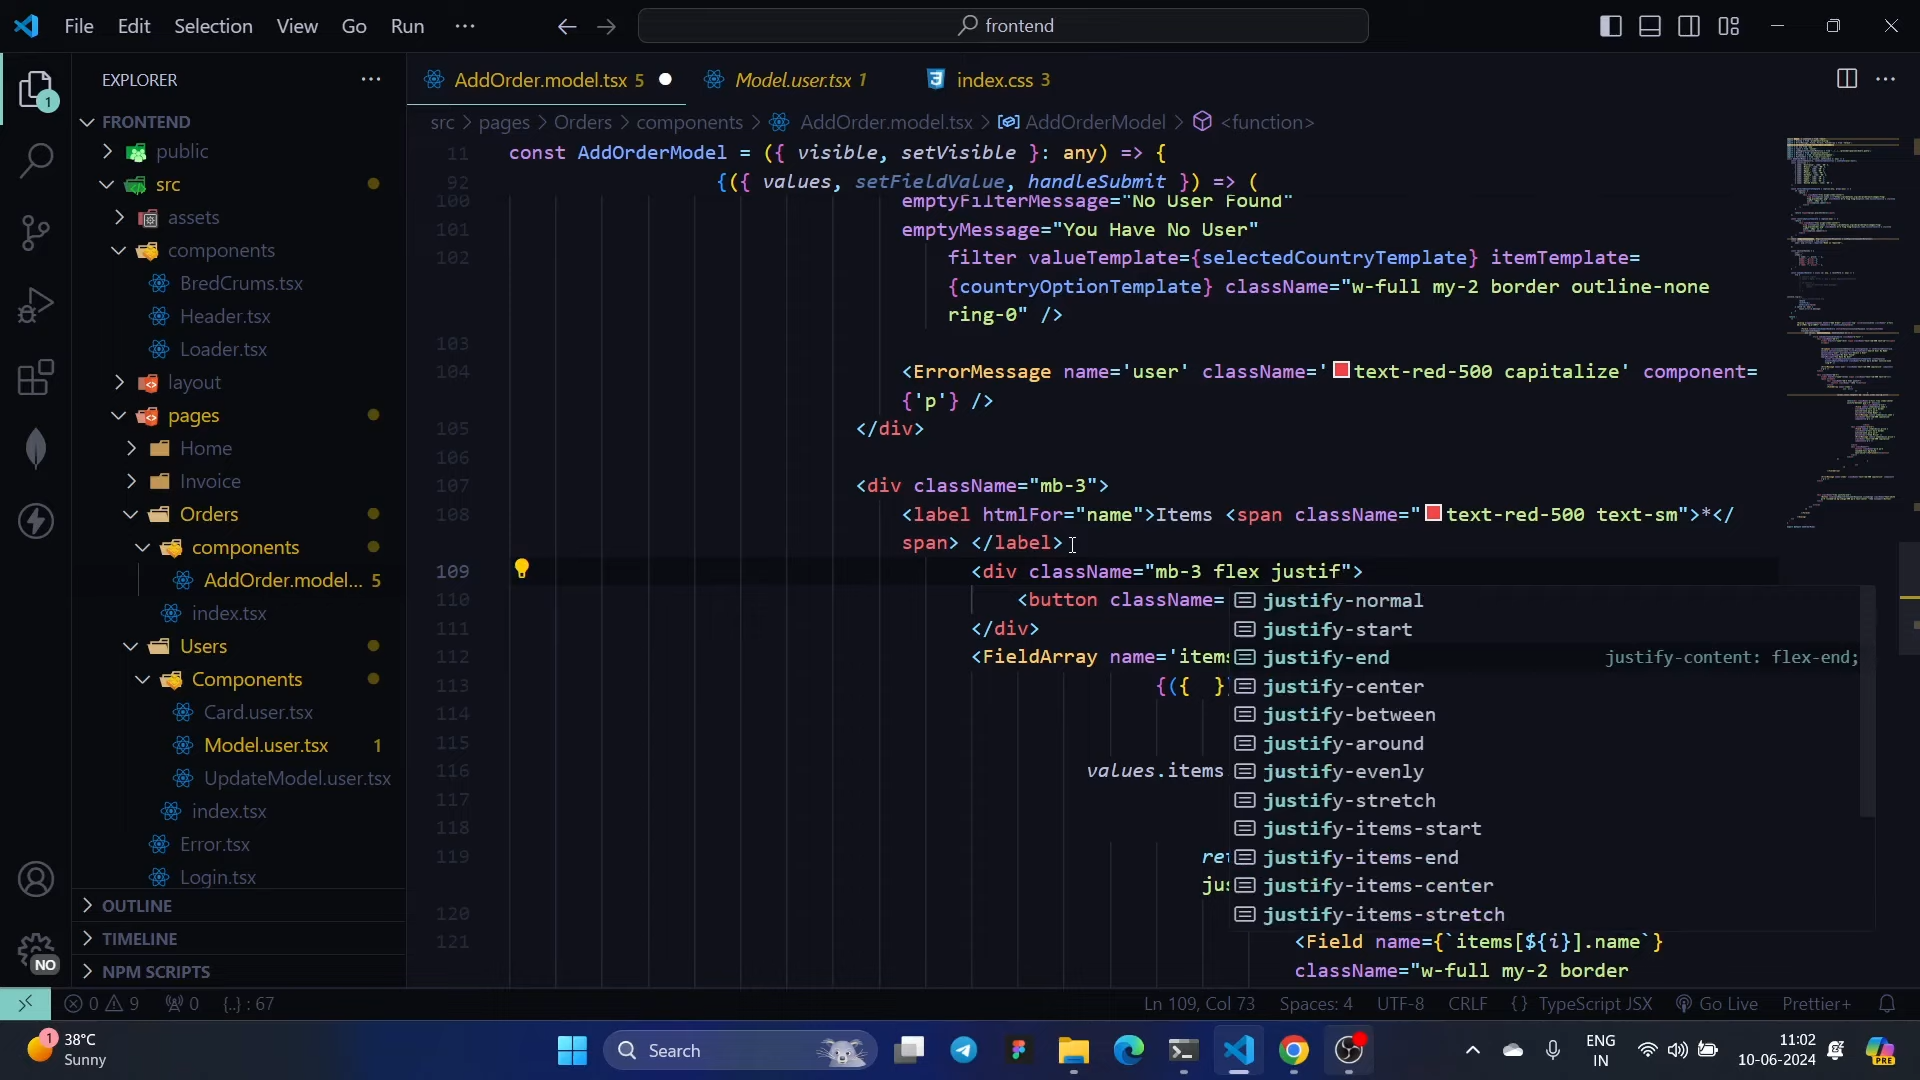 File Edit Selection View Go Run ··· frontend
EXPLORER ···
AddOrder.model.tsx 5 Model.user.tsx 1 index.css 3
src > pages > Orders > components > AddOrder.model.tsx > AddOrderModel > <function>
1
FRONTEND
public
src
assets
components
BredCrums.tsx
Header.tsx
Loader.tsx
layout
pages
Home
Invoice
Orders
components
AddOrder.model... 5
index.tsx
Users
Components
Card.user.tsx
Model.user.tsx 1
UpdateModel.user.tsx
index.tsx
Error.tsx
Login.tsx
OUTLINE
TIMELINE
NPM SCRIPTS
NO
11 const AddOrderModel = ({ visible, setVisible }: any) => {
92 {({ values, setFieldValue, handleSubmit }) => (
100 emptyFilterMessage="No User Found"
101 emptyMessage="You Have No User"
102 filter valueTemplate={selectedCountryTemplate} itemTemplate=
{countryOptionTemplate} className="w-full my-2 border outline-none
ring-0" />
103
104 <ErrorMessage name='user' className='text-red-500 capitalize' component=
{'p'} />
105 </div>
106
107 <div className="mb-3">
108 <label htmlFor="name">Items <span className="text-red-500 text-sm">*</
span> </label>
109 <div className="mb-3 flex justif">
110 <button className=
111 </div>
112 <FieldArray name='items
113 {({  }
114
115
116 values.items
117
118
119 ret
jus
120
121 <Field name={`items[${i}].name`}
className="w-full my-2 border
justify-normal
justify-start
justify-end justify-content: flex-end;
justify-center
justify-between
justify-around
justify-evenly
justify-stretch
justify-items-start
justify-items-end
justify-items-center
justify-items-stretch
0 9 0 {..} : 67 Ln 109, Col 73 Spaces: 4 UTF-8 CRLF {} TypeScript JSX Go Live Prettier+
1 38°C
Sunny
Search
ENG
IN
11:02
10-06-2024
PRE